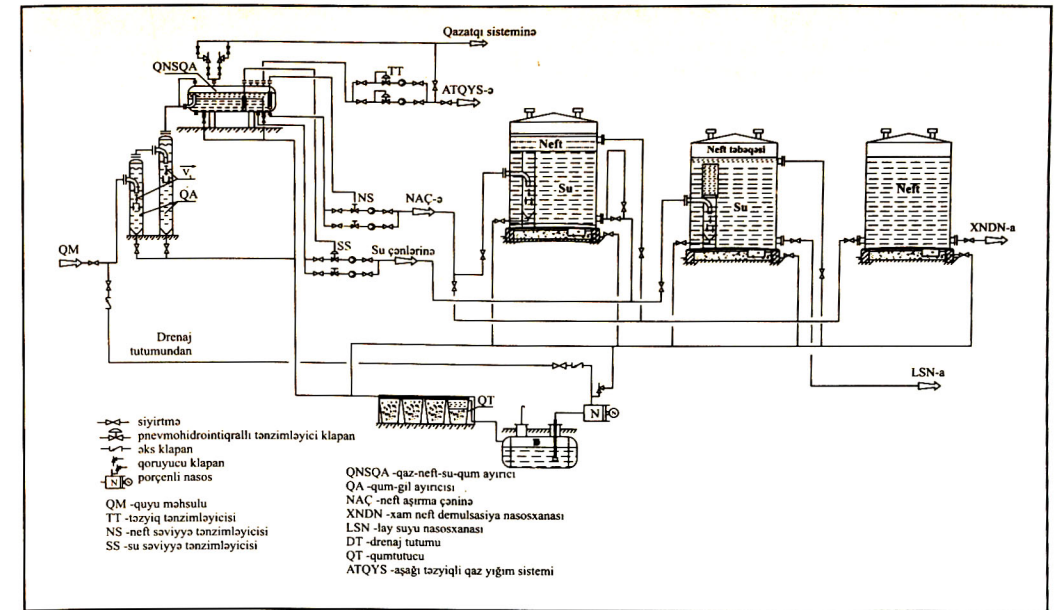 Qazatqı sisteminə
QNSQA
TT
ATQYS-ə
V₁
QA
NS
NAÇ-ə
SS
Su çənlərinə
QM
Neft
Su
Neft təbəqəsi
Su
Neft
XNDN-a
Drenaj
tutumundan
LSN-a
QT
N
siyirtmə
pnevmohidrointiqrallı tənzimləyici klapan
əks klapan
qoruyucu klapan
N
porçenli nasos
QM -quyu məhsulu
TT -təzyiq tənzimləyicisi
NS -neft səviyyə tənzimləyicisi
SS -su səviyyə tənzimləyicisi
QNSQA -qaz-neft-su-qum ayırıcı
QA -qum-gil ayırıcısı
NAÇ -neft aşırma çəninə
XNDN -xam neft demulsasiya nasosxanası
LSN -lay suyu nasosxanası
DT -drenaj tutumu
QT -qumtutucu
ATQYS -aşağı təzyiqli qaz yığım sistemi